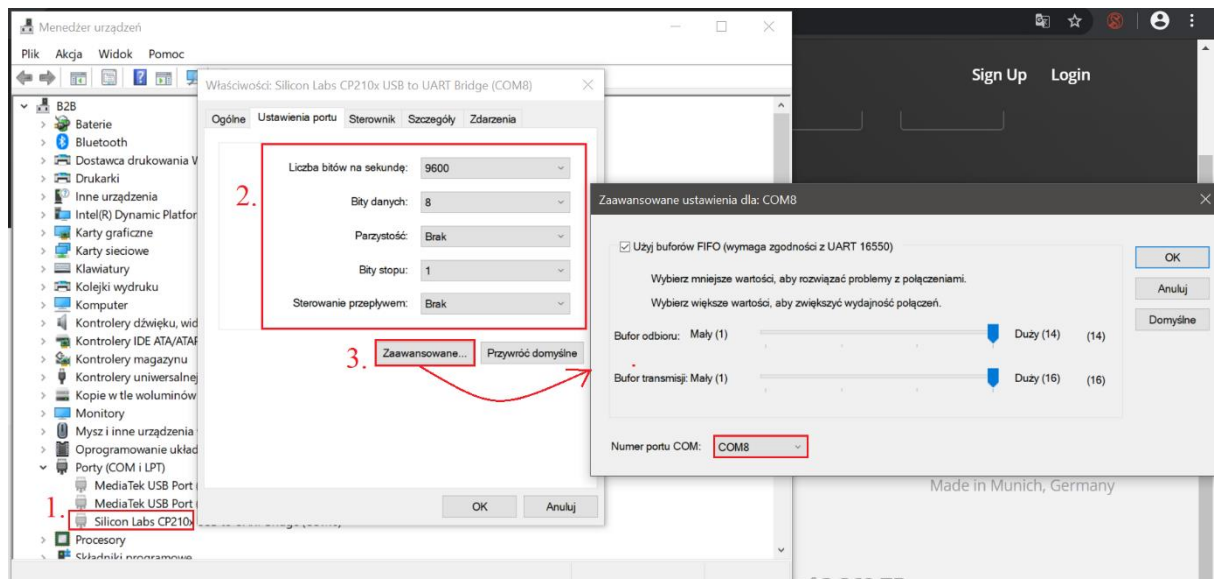 Menedżer urządzeń
Plik Akcja Widok Pomoc
B2B
Baterie
Bluetooth
Dostawca drukowania
Drukarki
Inne urządzenia
Intel(R) Dynamic
Karty graficzne
Karty sieciowe
Klawiatury
Kolejki wydruku
Komputer
Kontrolery dźwięku,
Kontrolery IDE
Kontrolery magazynu
Kontrolery
Kopie w tle woluminów
Monitory
Mysz i inne urządzenia
Oprogramowanie
Porty (COM i LPT)
MediaTek USB Port
MediaTek USB Port
1.
Silicon Labs
Procesory
Składniki programowe
Właściwości: Silicon Labs CP210x USB to UART Bridge (COM8)
Ogólne Ustawienia portu Sterownik Szczegóły Zdarzenia
2.
Liczba bitów na sekundę: 9600
Bity danych: 8
Parzystość: Brak
Bity stopu: 1
Sterowanie przepływem: Brak
3. Zaawansowane... Przywróć domyślne
OK Anuluj
Sign Up Login
Zaawansowane ustawienia dla: COM8
Użyj buforów FIFO (wymaga zgodności z UART 16550)
Wybierz mniejsze wartości, aby rozwiązać problemy z połączeniami.
Wybierz większe wartości, aby zwiększyć wydajność połączeń.
Bufor odbioru: Mały (1) Duży (14) (14)
Bufor transmisji: Mały (1) Duży (16) (16)
Numer portu COM: COM8
OK
Anuluj
Domyślne
Made in Munich, Germany